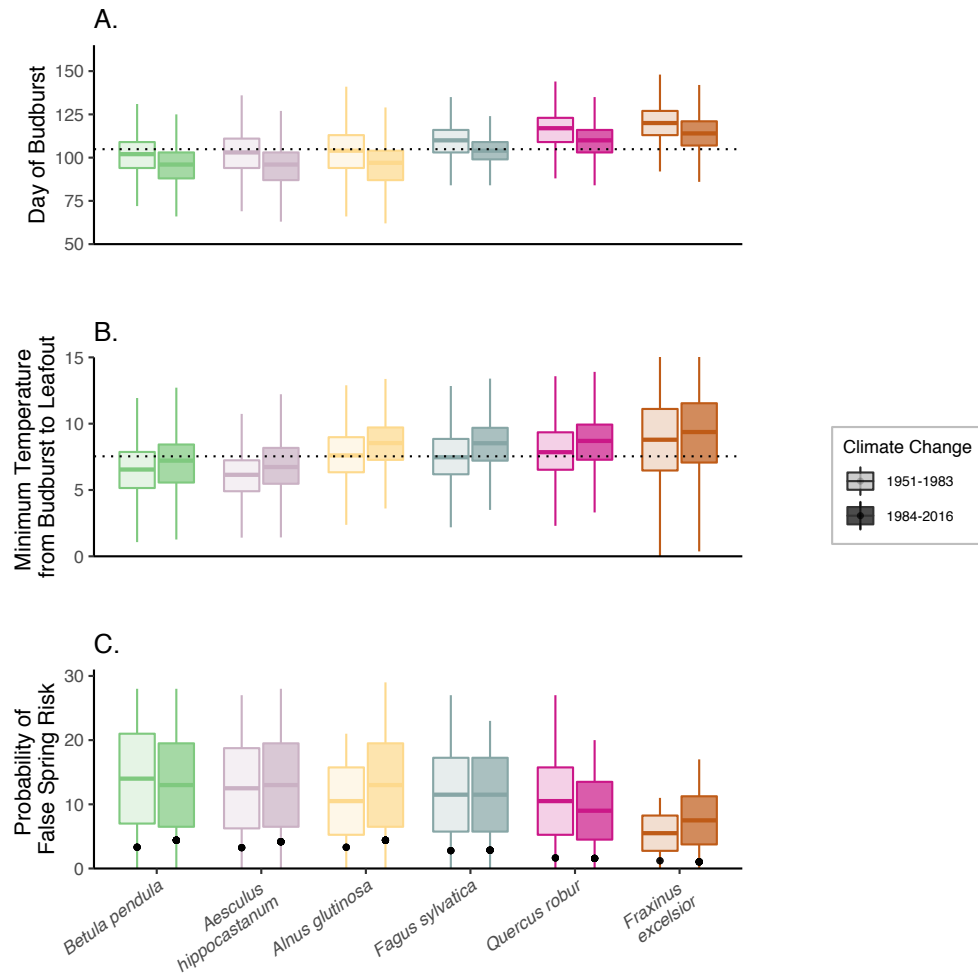 A.
Day of Budburst
150
125
100
75
50
B.
Minimum Temperature
from Budburst to Leafout
15
10
5
0
Climate Change
1951-1983
1984-2016
C.
Probability of
False Spring Risk
30
20
10
0
Betula pendula
Aesculus
hippocastanum
Alnus glutinosa
Fagus sylvatica
Quercus robur
Fraxinus
excelsior